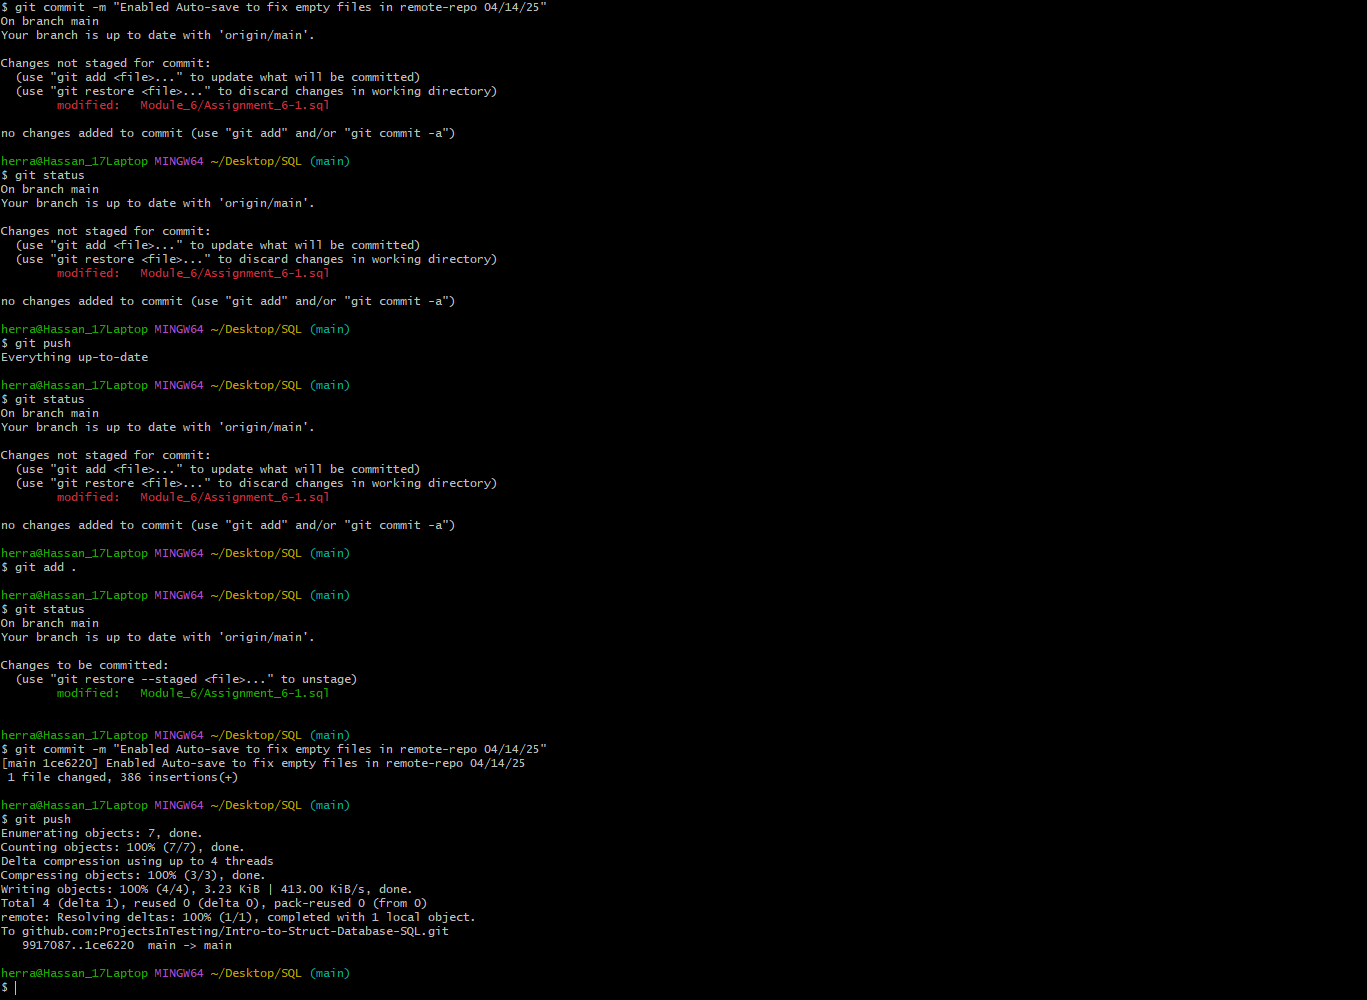 $ git commit -m "Enabled Auto-save to fix empty files in remote-repo 04/14/25"
On branch main
Your branch is up to date with 'origin/main'.
Changes not staged for commit:
(use "git add <file>..." to update what will be committed)
(use "git restore <file>..." to discard changes in working directory)
modified: Module_6/Assignment_6-1.sql
no changes added to commit (use "git add" and/or "git commit -a")
herra@Hassan_17Laptop MINGW64 ~/Desktop/SQL (main)
$ git status
On branch main
Your branch is up to date with 'origin/main'.
Changes not staged for commit:
(use "git add <file>..." to update what will be committed)
(use "git restore <file>..." to discard changes in working directory)
modified: Module_6/Assignment_6-1.sql
no changes added to commit (use "git add" and/or "git commit -a")
herra@Hassan_17Laptop MINGW64 ~/Desktop/SQL (main)
$ git push
Everything up-to-date
herra@Hassan_17Laptop MINGW64 ~/Desktop/SQL (main)
$ git status
On branch main
Your branch is up to date with 'origin/main'.
Changes not staged for commit:
(use "git add <file>..." to update what will be committed)
(use "git restore <file>..." to discard changes in working directory)
modified: Module_6/Assignment_6-1.sql
no changes added to commit (use "git add" and/or "git commit -a")
herra@Hassan_17Laptop MINGW64 ~/Desktop/SQL (main)
$ git add .
herra@Hassan_17Laptop MINGW64 ~/Desktop/SQL (main)
$ git status
On branch main
Your branch is up to date with 'origin/main'.
Changes to be committed:
(use "git restore --staged <file>..." to unstage)
modified: Module_6/Assignment_6-1.sql
herra@Hassan_17Laptop MINGW64 ~/Desktop/SQL (main)
$ git commit -m "Enabled Auto-save to fix empty files in remote-repo 04/14/25"
[main 1ce6220] Enabled Auto-save to fix empty files in remote-repo 04/14/25
1 file changed, 386 insertions(+)
herra@Hassan_17Laptop MINGW64 ~/Desktop/SQL (main)
$ git push
Enumerating objects: 7, done.
Counting objects: 100% (7/7), done.
Delta compression using up to 4 threads
Compressing objects: 100% (3/3), done.
Writing objects: 100% (4/4), 3.23 KiB | 413.00 KiB/s, done.
Total 4 (delta 1), reused 0 (delta 0), pack-reused 0 (from 0)
remote: Resolving deltas: 100% (1/1), completed with 1 local object.
To github.com:ProjectsInTesting/Intro-to-Struct-Database-SQL.git
9917087..1ce6220 main -> main
herra@Hassan_17Laptop MINGW64 ~/Desktop/SQL (main)
$